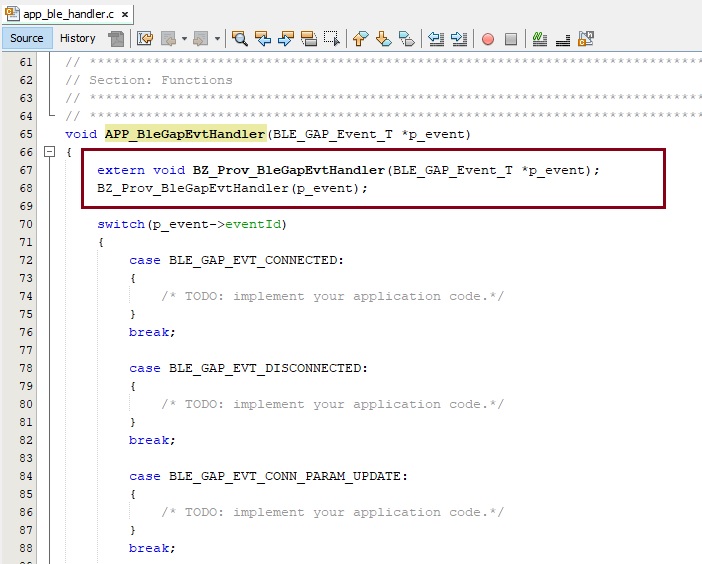 app_ble_handler.c ×
Source History
61 // ******************************************************************************
62 // Section: Functions
63 // ******************************************************************************
64 // ******************************************************************************
65 void APP_BleGapEvtHandler(BLE_GAP_Event_T *p_event)
66 {
67 extern void BZ_Prov_BleGapEvtHandler(BLE_GAP_Event_T *p_event);
68 BZ_Prov_BleGapEvtHandler(p_event);
69
70 switch(p_event->eventId)
71 {
72 case BLE_GAP_EVT_CONNECTED:
73 {
74 /* TODO: implement your application code.*/
75 }
76 break;
77
78 case BLE_GAP_EVT_DISCONNECTED:
79 {
80 /* TODO: implement your application code.*/
81 }
82 break;
83
84 case BLE_GAP_EVT_CONN_PARAM_UPDATE:
85 {
86 /* TODO: implement your application code.*/
87 }
88 break;